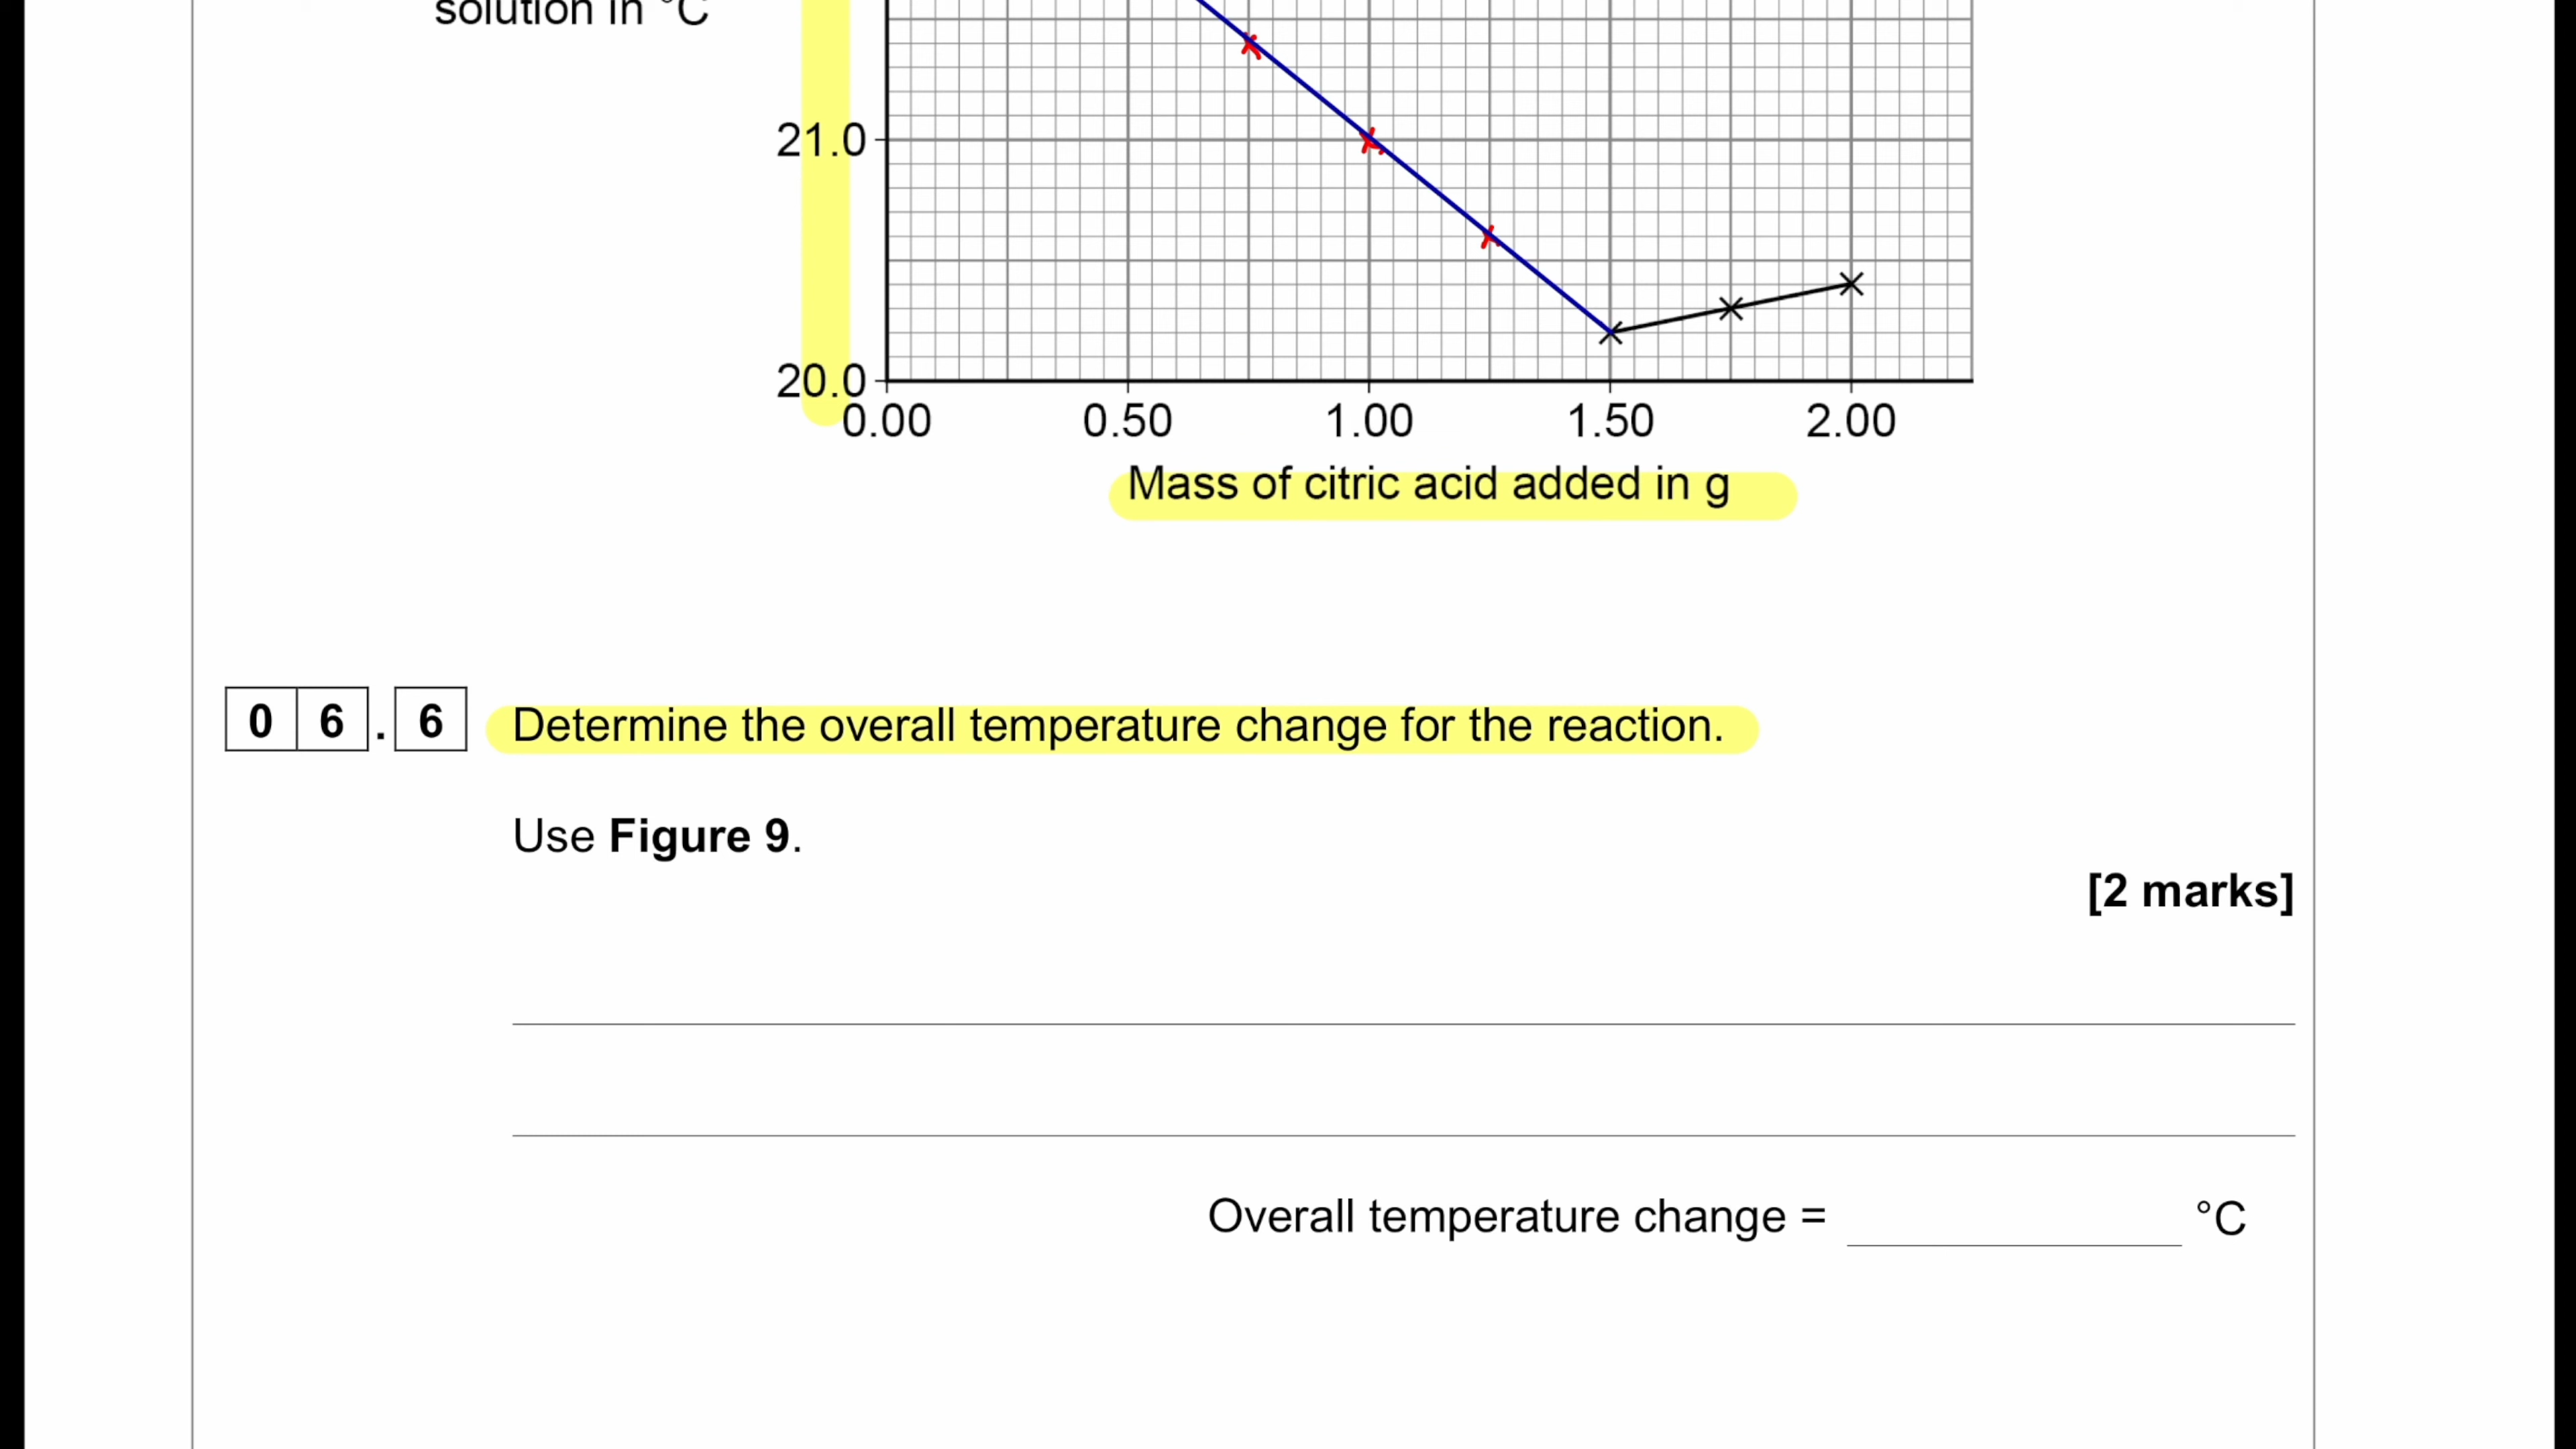 solution in °C
21.0
20.0
0.00 0.50 1.00 1.50 2.00
Mass of citric acid added in g
0 6 . 6 Determine the overall temperature change for the reaction.
Use Figure 9.
[2 marks]
Overall temperature change = °C